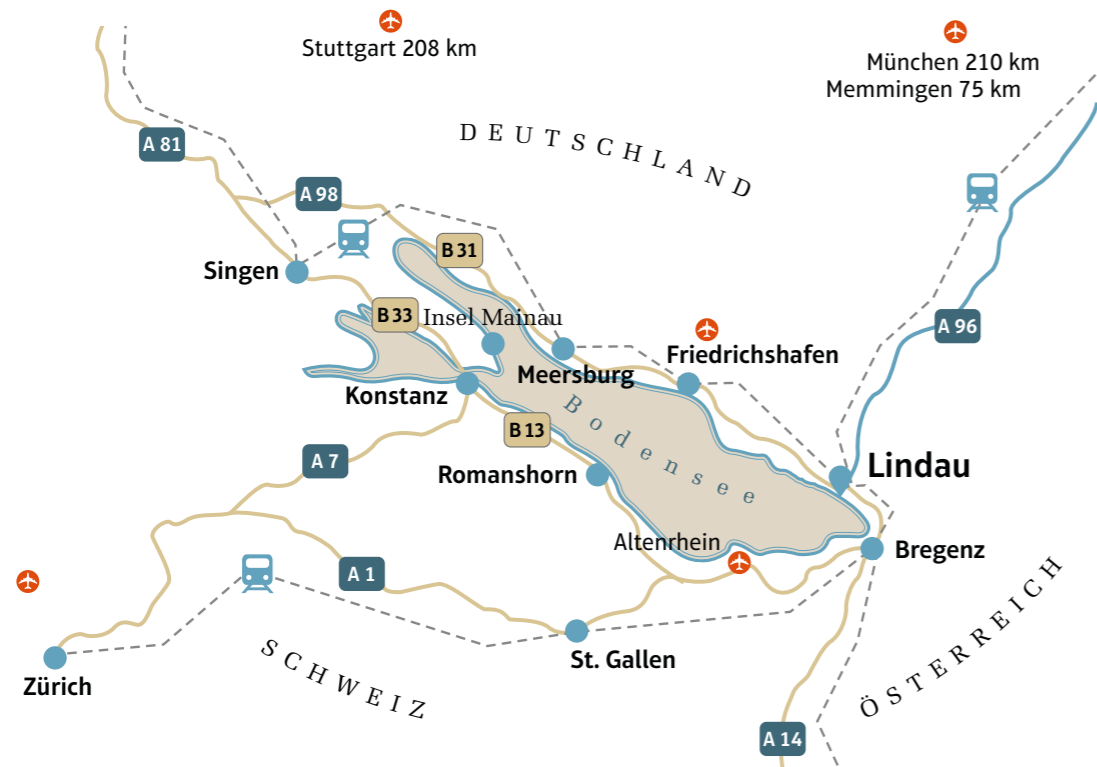 Stuttgart 208 km
München 210 km
Memmingen 75 km
DEUTSCHLAND
A 81
A 98
B 31
Singen
B 33
Insel Mainau
A 96
Friedrichshafen
Meersburg
Konstanz
Bodensee
B 13
A 7
Romanshorn
Lindau
Altenrhein
Bregenz
A 1
SCHWEIZ
St. Gallen
ÖSTERREICH
Zürich
A 14